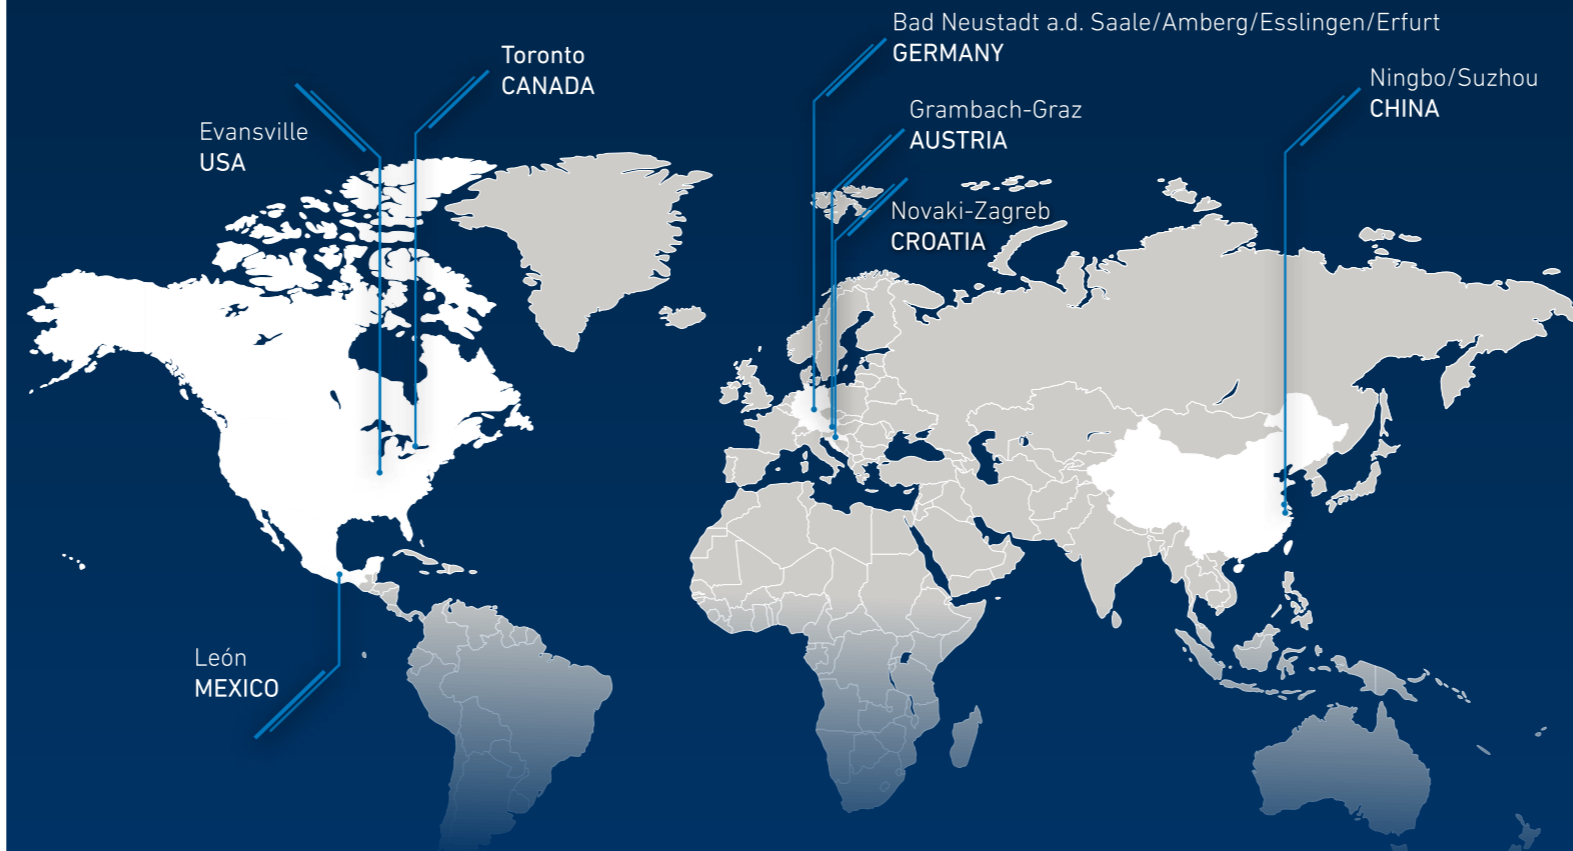 Toronto
CANADA
Evansville
USA
Bad Neustadt a.d. Saale/Amberg/Esslingen/Erfurt
GERMANY
Grambach-Graz
AUSTRIA
Novaki-Zagreb
CROATIA
Ningbo/Suzhou
CHINA
León
MEXICO